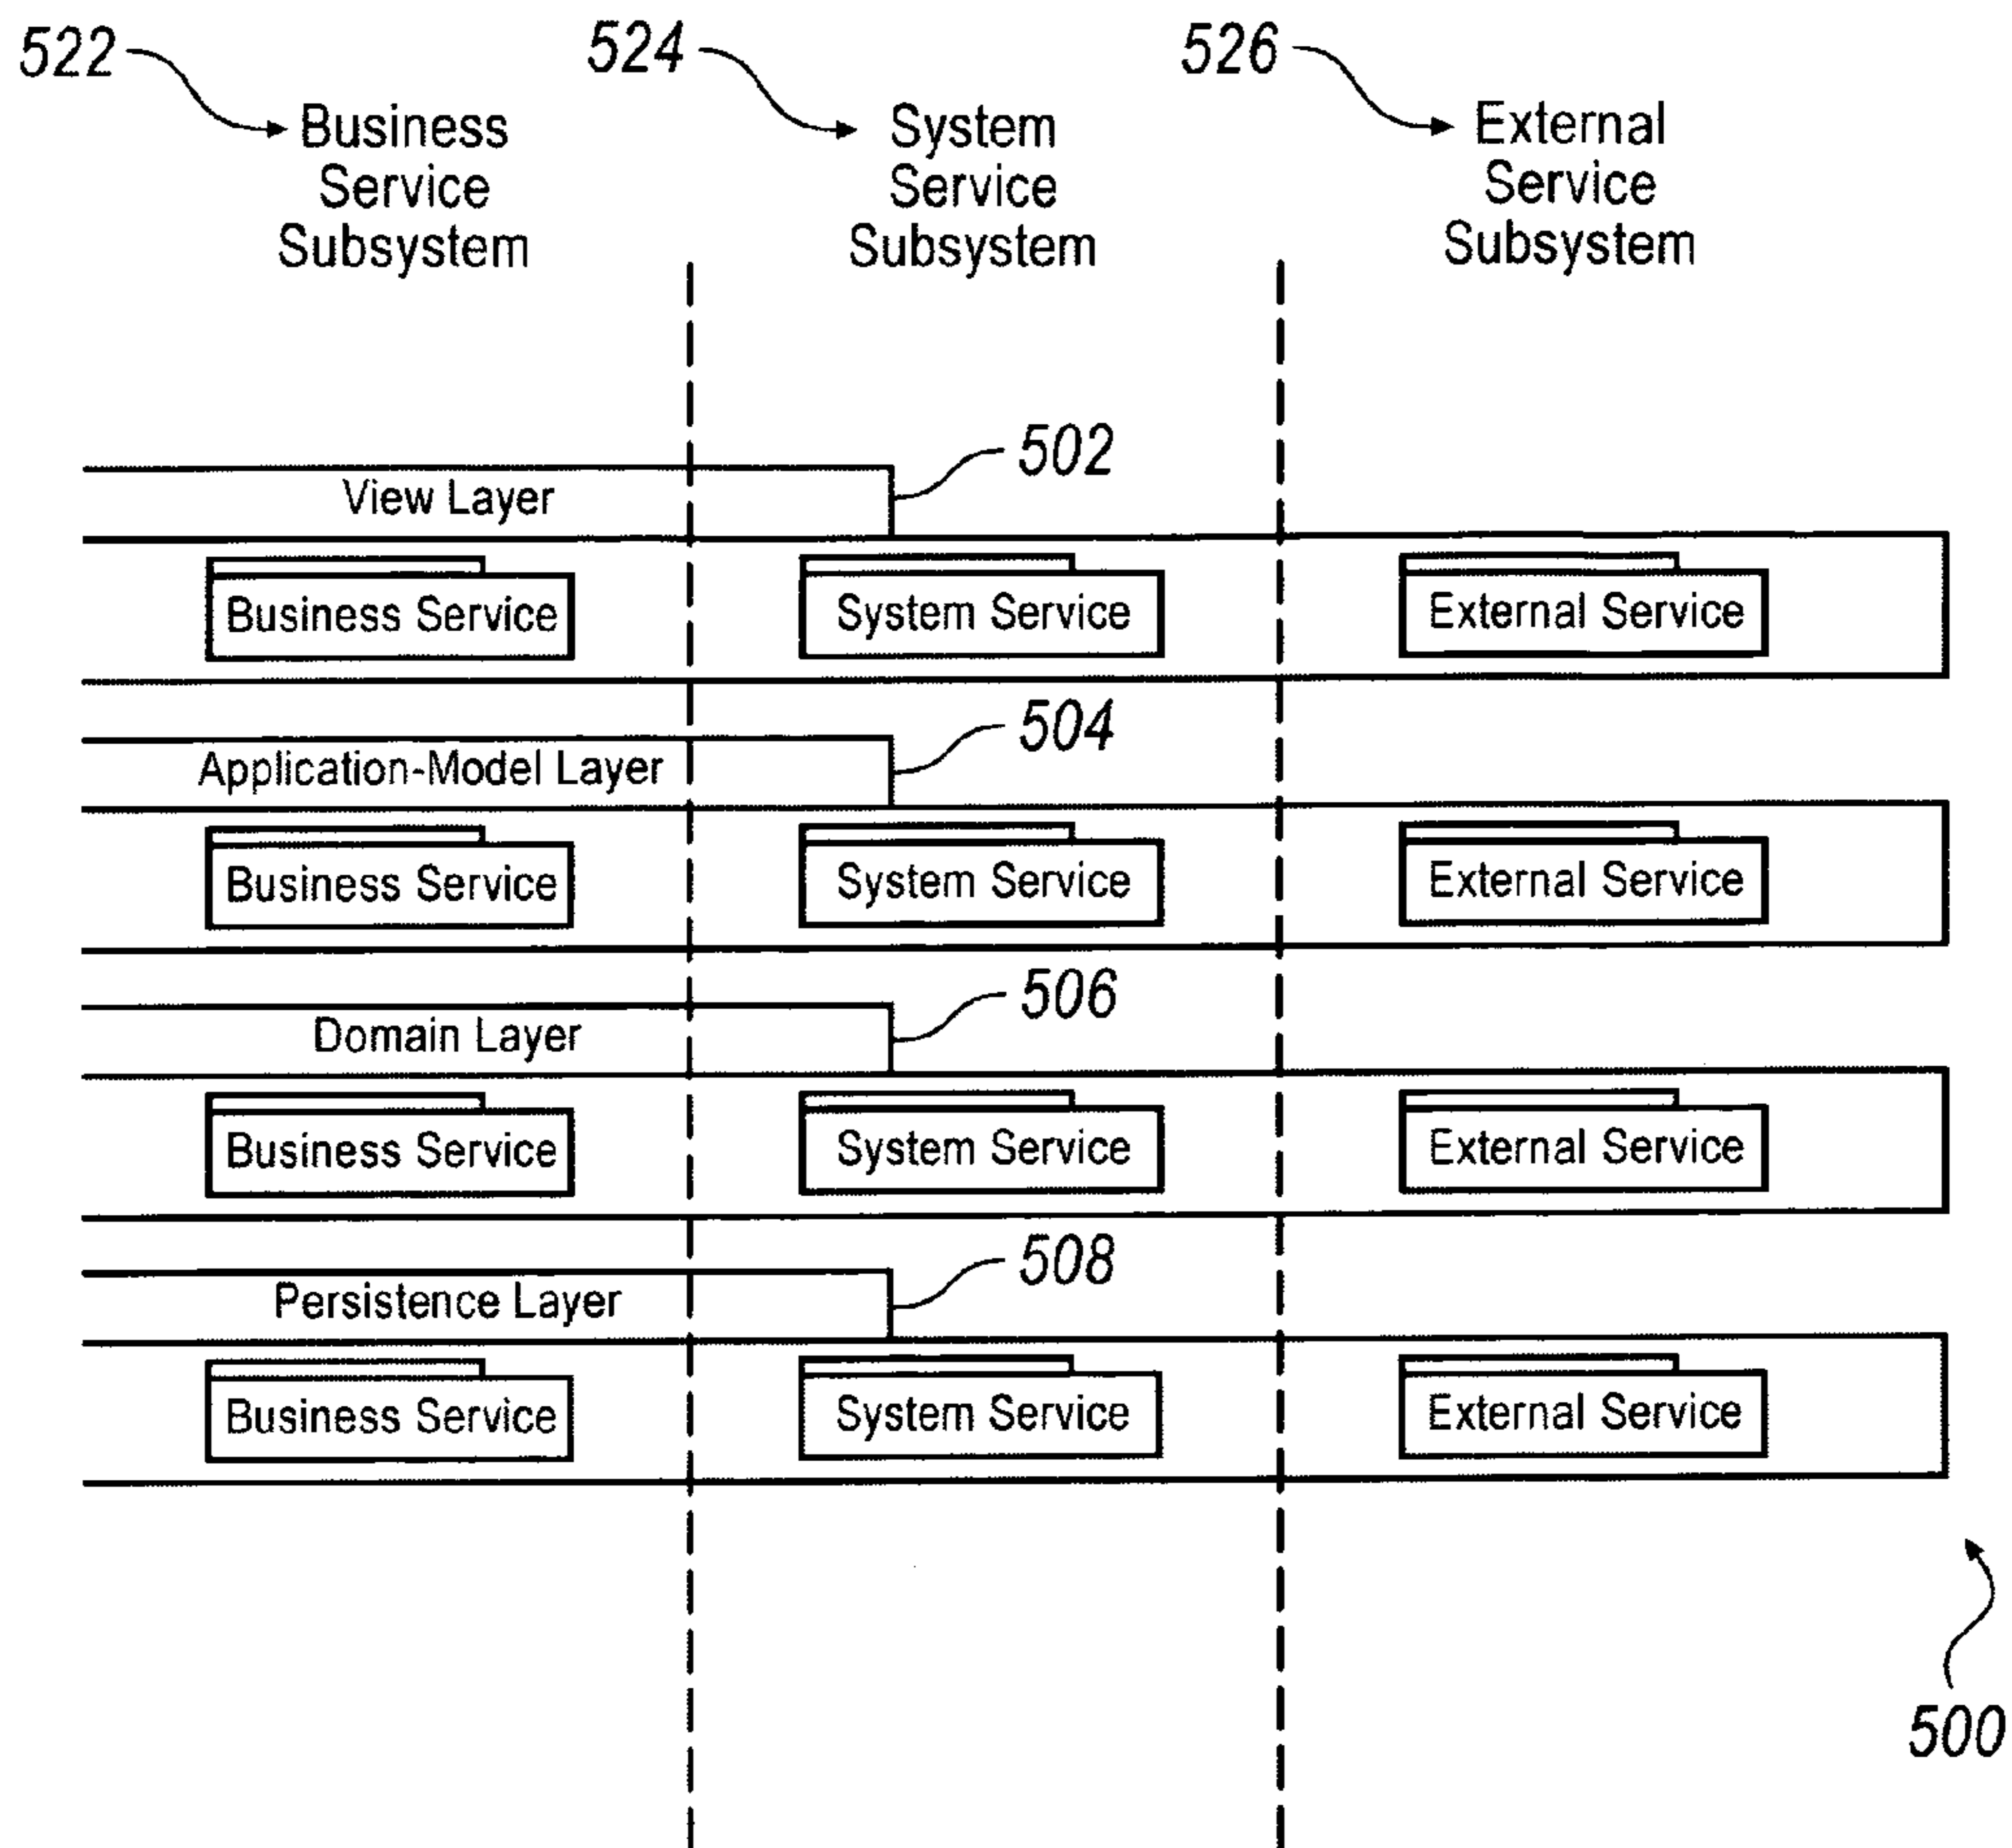 522
524
526
Business
Service
Subsystem
System
Service
Subsystem
External
Service
Subsystem
View Layer
502
Business Service
System Service
External Service
Application-Model Layer
504
Business Service
System Service
External Service
Domain Layer
506
Business Service
System Service
External Service
Persistence Layer
508
Business Service
System Service
External Service
500